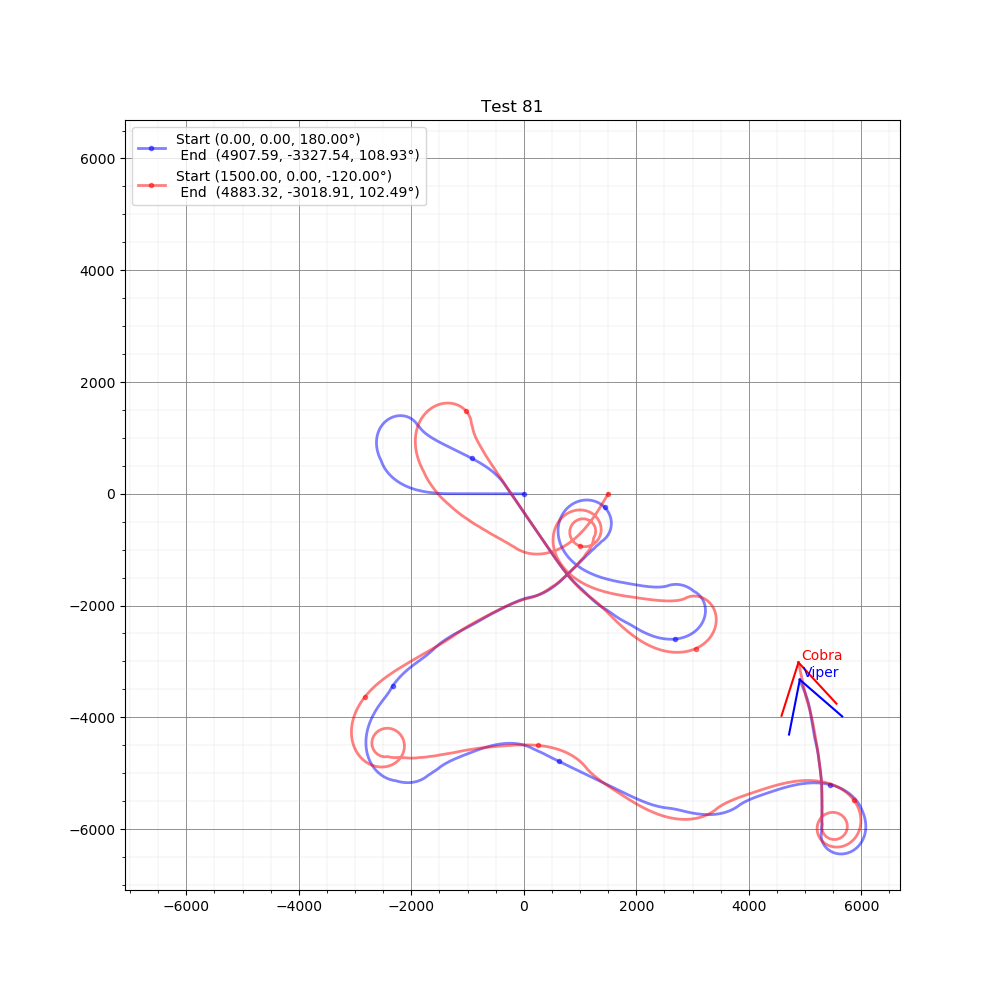 Test 81
Start (0.00, 0.00, 180.00°)
End (4907.59, -3327.54, 108.93°)
Start (1500.00, 0.00, -120.00°)
End (4883.32, -3018.91, 102.49°)
6000
4000
2000
0
−2000
−4000
−6000
Cobra
Viper
−6000 −4000 −2000 0 2000 4000 6000